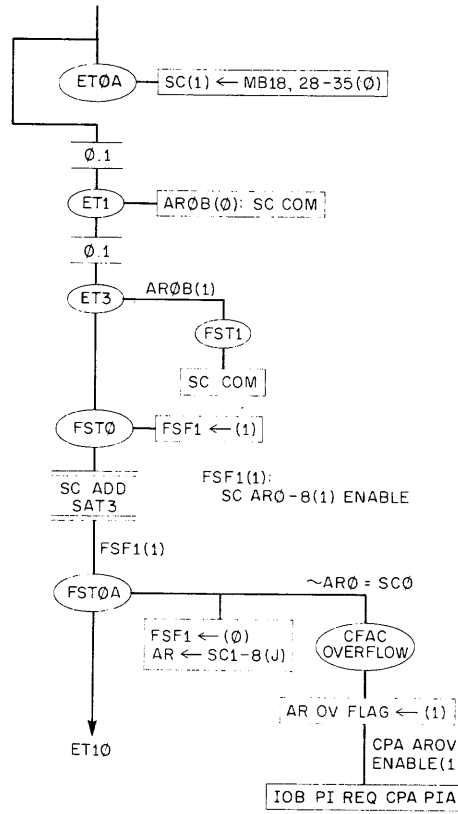 ETØA
SC(1) ← MB18, 28-35(Ø)
Ø.1
ET1
ARØB(Ø): SC COM
Ø.1
ET3
ARØB(1)
FST1
SC COM
FSTØ
FSF1 ← (1)
SC ADD
SAT3
FSF1(1):
SC ARØ-8(1) ENABLE
FSF1(1)
FSTØA
~ARØ = SCØ
FSF1 ← (Ø)
AR ← SC1-8(J)
CFAC
OVERFLOW
AR OV FLAG ← (1)
ET1Ø
CPA AROV
ENABLE(1
IOB PI REQ CPA PIA